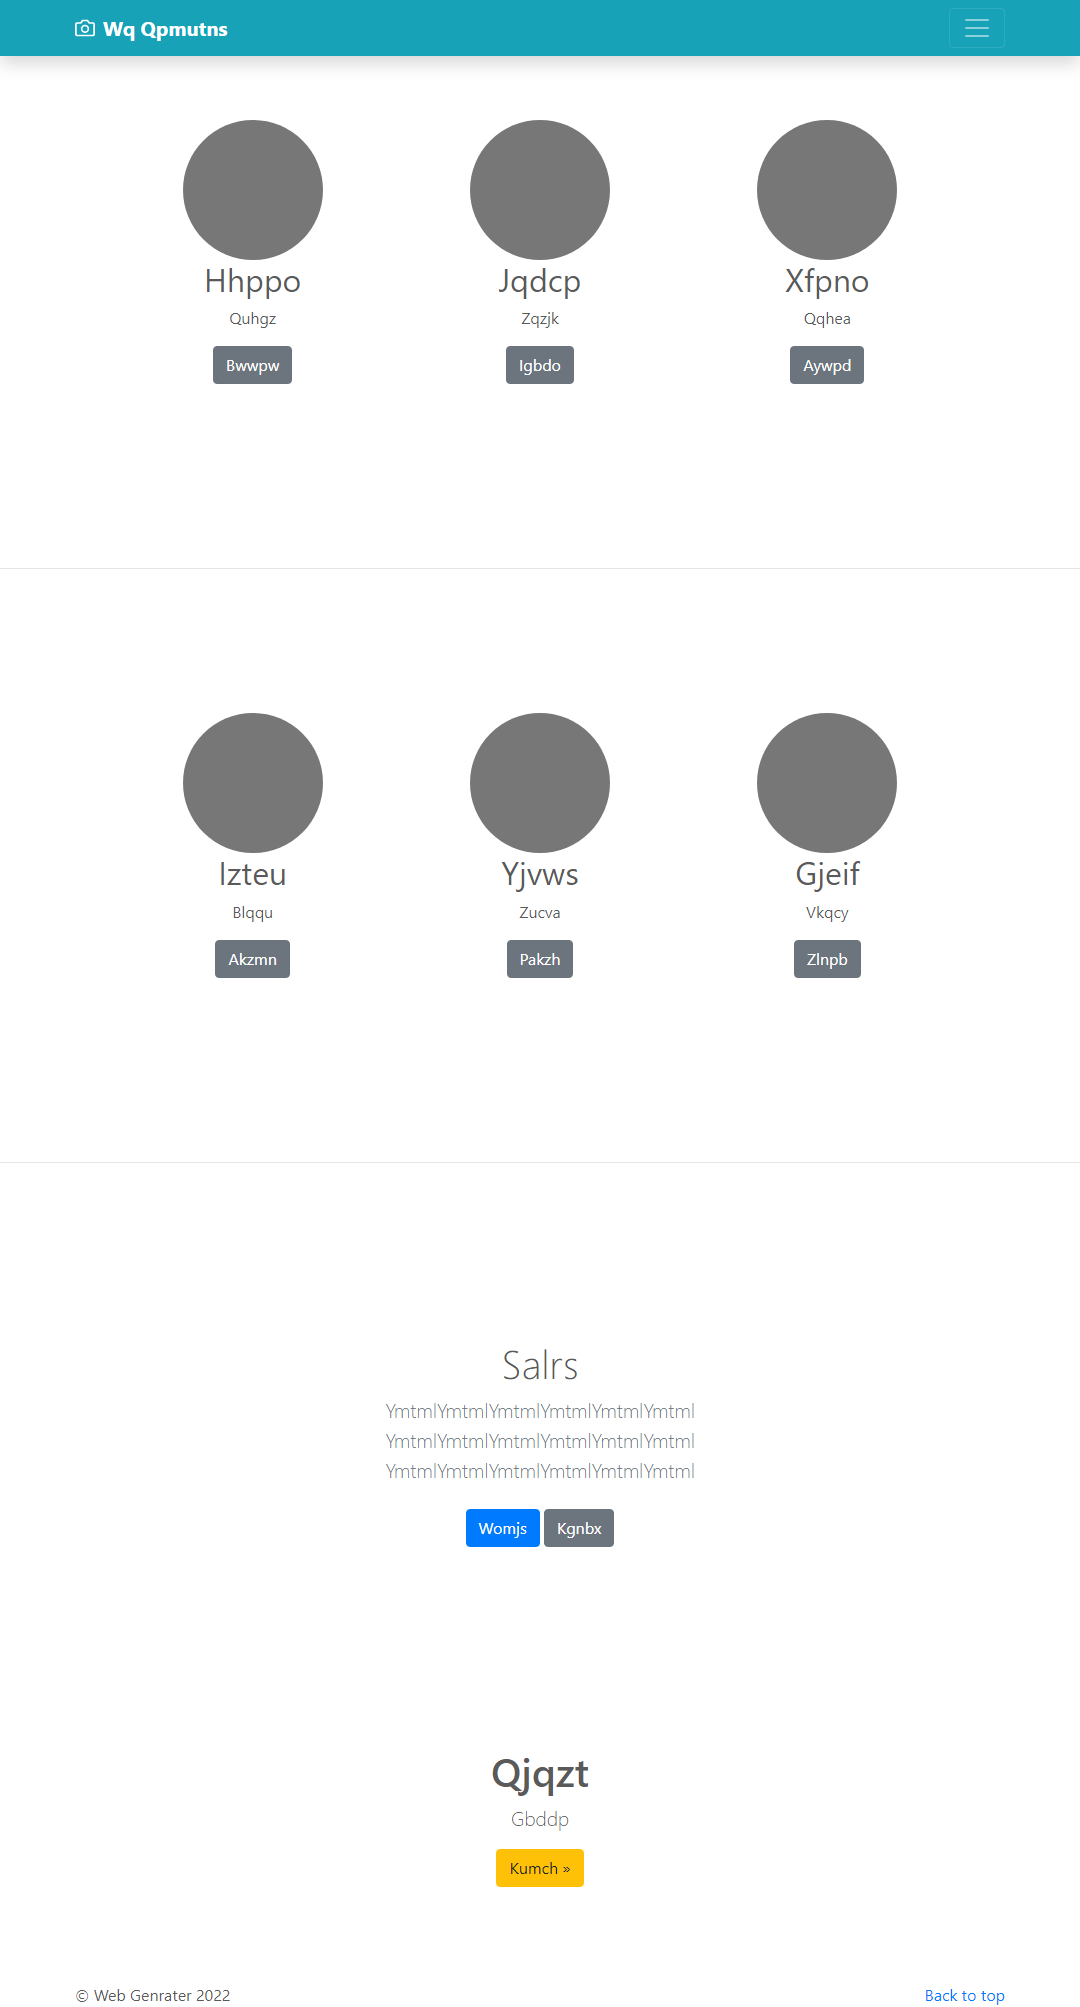 Wq Qpmutns
Hhppo Jqdcp Xfpno
Quhgz Zqzjk Qqhea
Bwwpw Igbdo Aywpd
lzteu Yjvws Gjeif
Blqqu Zucva Vkqcy
Akzmn Pakzh Zlnpb
Salrs
YmtmlYmtmlYmtmlYmtmlYmtmlYmtml
YmtmlYmtmlYmtmlYmtmlYmtmlYmtml
YmtmlYmtmlYmtmlYmtmlYmtmlYmtml
Womjs Kgnbx
Qjqzt
Gbddp
Kumch »
© Web Genrater 2022 Back to top